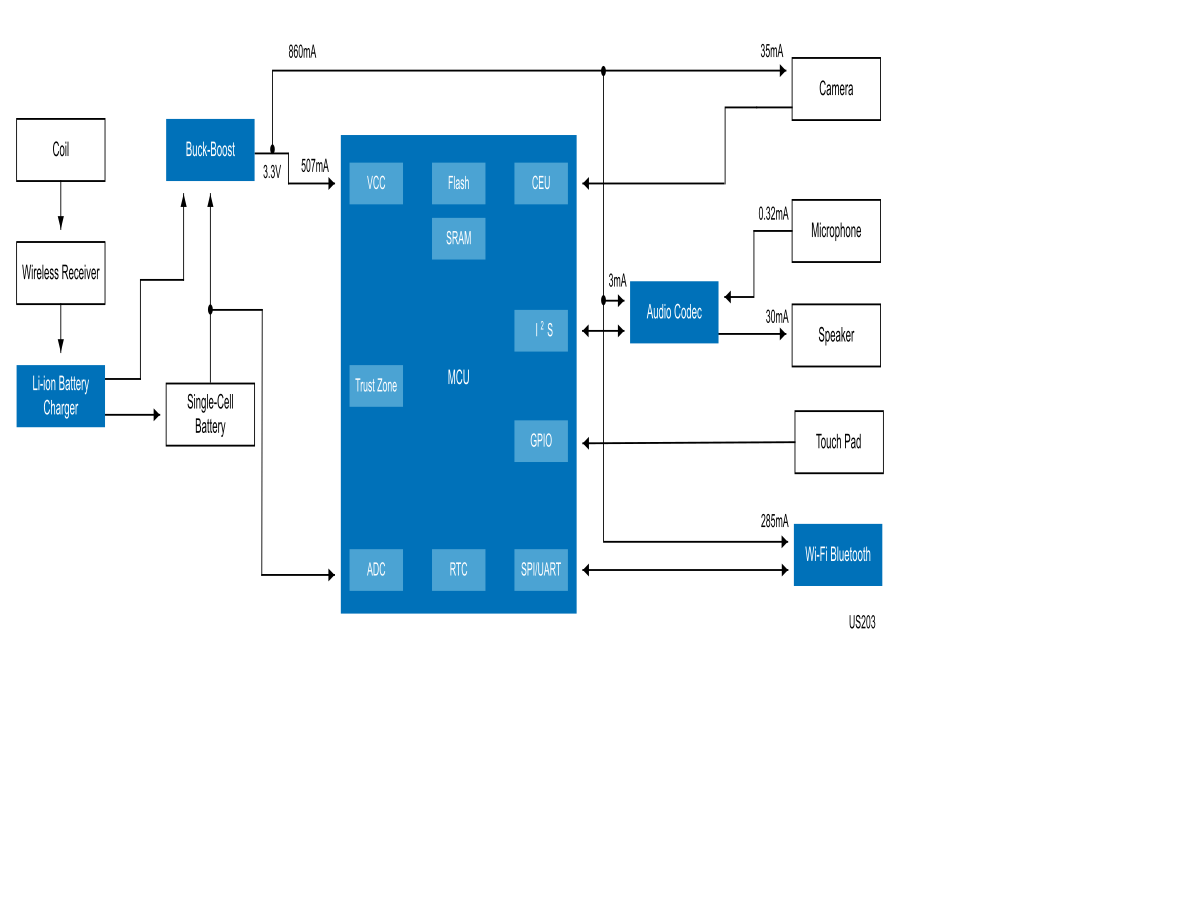 860mA
35mA
Camera
Coil
Buck-Boost
3.3V
507mA
VCC
Flash
CEU
SRAM
0.32mA
Microphone
Wireless Receiver
3mA
Audio Codec
I2S
30mA
Speaker
Li-ion Battery
Charger
Single-Cell
Battery
Trust Zone
MCU
GPIO
Touch Pad
285mA
Wi-Fi Bluetooth
ADC
RTC
SPI/UART
US203